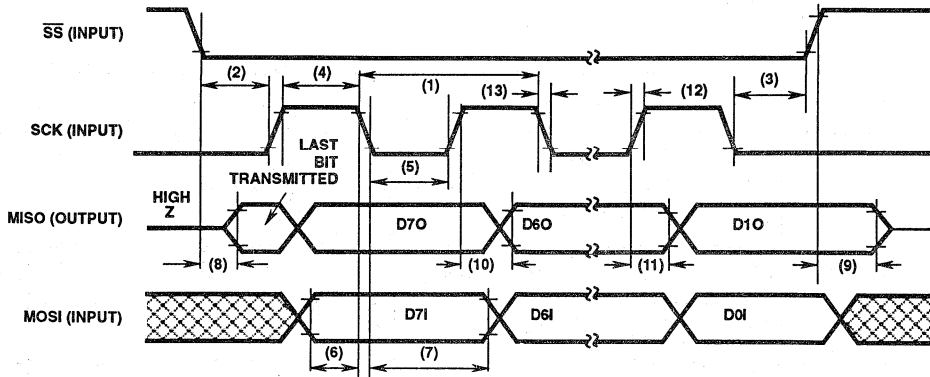 SS (INPUT)
(2)
(4)
(1)
(13)
(12)
(3)
SCK (INPUT)
LAST
BIT
TRANSMITTED
(5)
HIGH
Z
MISO (OUTPUT)
D7O
D6O
D1O
(8)
(10)
(11)
(9)
MOSI (INPUT)
D7I
D6I
D0I
(6)
(7)